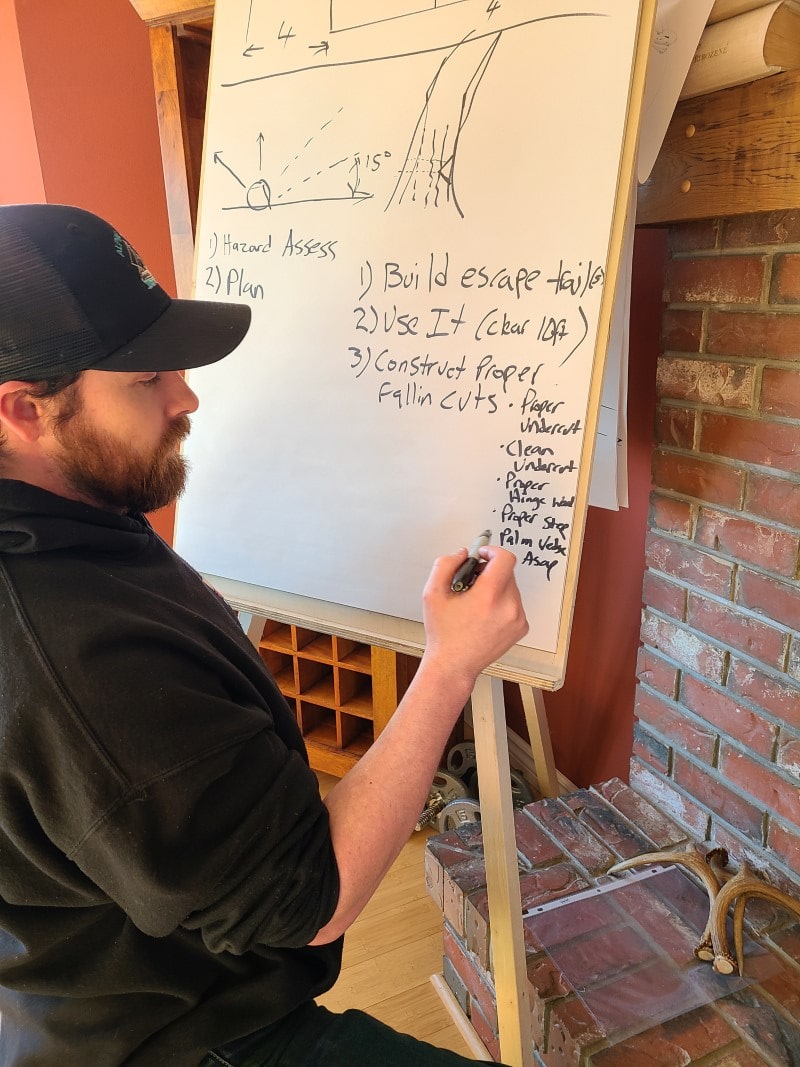 4
4
15°
1) Hazard Assess
2) Plan
1) Build escape trail(s)
2) Use It (clear 10ft)
3) Construct Proper
Fallin cuts
• Proper
undercut
• Clean
undercut
• Proper
Hinge Wood
• Proper Step
Palm
Asap